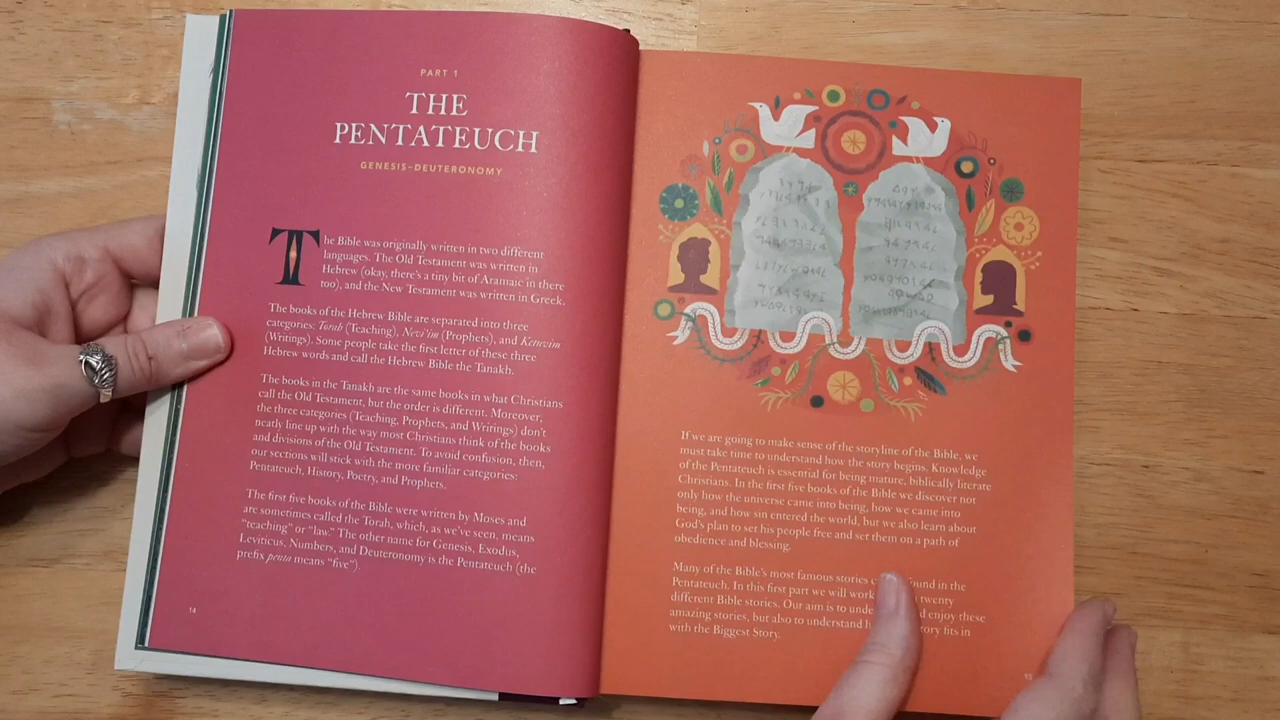 PART 1
THE
PENTATEUCH
GENESIS–DEUTERONOMY
The Bible was originally written in two different
languages. The Old Testament was written in
Hebrew (okay, there's a tiny bit of Aramaic in there
too), and the New Testament was written in Greek.
The books of the Hebrew Bible are separated into three
categories: Torah (Teaching), Nevi'im (Prophets), and Ketuvim
(Writings). Some people take the first letter of these three
Hebrew words and call the Hebrew Bible the Tanakh.
The books in the Tanakh are the same books in what Christians
call the Old Testament, but the order is different. Moreover,
the three categories (Teaching, Prophets, and Writings) don't
neatly line up with the way most Christians think of the books
and divisions of the Old Testament. To avoid confusion, then,
our sections will stick with the more familiar categories:
Pentateuch, History, Poetry, and Prophets.
The first five books of the Bible were written by Moses and
are sometimes called the Torah, which, as we've seen, means
"teaching" or "law." The other name for Genesis, Exodus,
Leviticus, Numbers, and Deuteronomy is the Pentateuch (the
prefix penta means "five").
14
If we are going to make sense of the storyline of the Bible, we
must take time to understand how the story begins. Knowledge
of the Pentateuch is essential for being mature, biblically literate
Christians. In the first five books of the Bible we discover not
only how the universe came into being, how we came into
being, and how sin entered the world, but we also learn about
God's plan to set his people free and set them on a path of
obedience and blessing.
Many of the Bible's most famous stories found in the
Pentateuch. In this first part we will work twenty
different Bible stories. Our aim is to enjoy these
amazing stories, but also to understand fits in
with the Biggest Story.
15